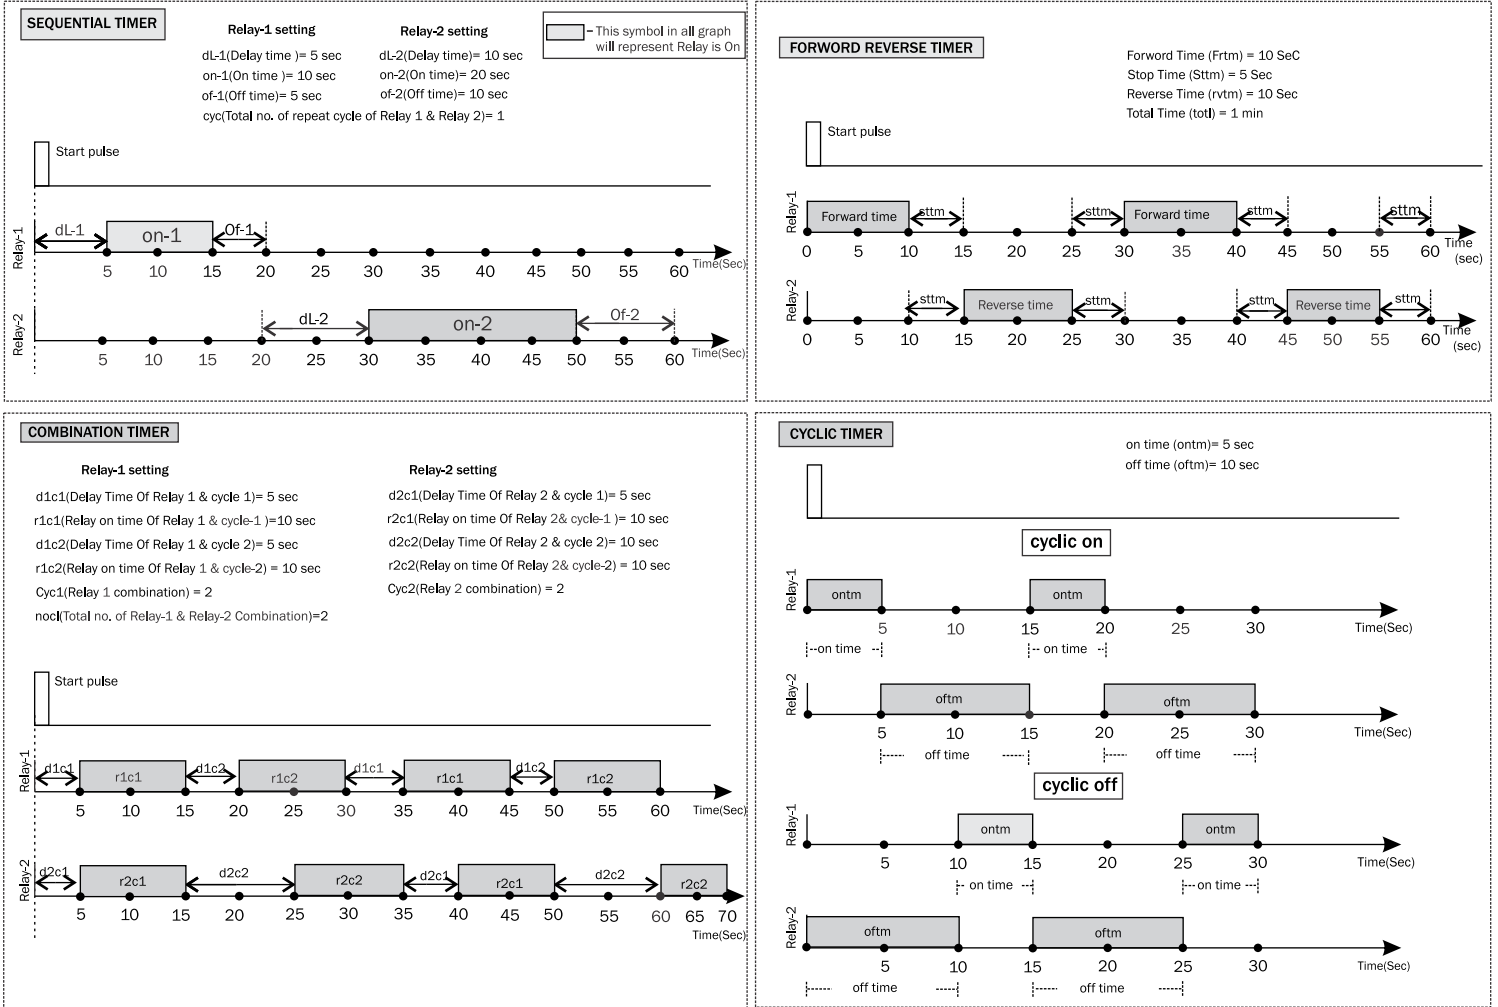 SEQUENTIAL TIMER
Relay-1 setting
Relay-2 setting
– This symbol in all graph
will represent Relay is On
dL-1(Delay time )= 5 sec
dL-2(Delay time)= 10 sec
on-1(On time ) = 10 sec
on-2(On time)= 20 sec
of-1(Off time)= 5 sec
of-2(Off time)= 10 sec
cyc(Total no. of repeat cycle of Relay 1 & Relay 2)= 1
Start pulse
Relay-1
dL-1
on-1
Of-1
5 10 15 20 25 30 35 40 45 50 55 60 Time(Sec)
Relay-2
dL-2
on-2
Of-2
5 10 15 20 25 30 35 40 45 50 55 60 Time(Sec)
FORWORD REVERSE TIMER
Forward Time (Frtm) = 10 SeC
Stop Time (Sttm) = 5 Sec
Reverse Time (rvtm) = 10 Sec
Total Time (totl) = 1 min
Start pulse
Relay-1
Forward time sttm sttm Forward time sttm sttm
0 5 10 15 20 25 30 35 40 45 50 55 60 Time
(sec)
Relay-2
sttm Reverse time sttm sttm Reverse time sttm
0 5 10 15 20 25 30 35 40 45 50 55 60 Time
(sec)
COMBINATION TIMER
Relay-1 setting
Relay-2 setting
d1c1(Delay Time Of Relay 1 & cycle 1)= 5 sec
d2c1(Delay Time Of Relay 2 & cycle 1)= 5 sec
r1c1(Relay on time Of Relay 1 & cycle-1 )=10 sec
r2c1(Relay on time Of Relay 2& cycle-1 )= 10 sec
d1c2(Delay Time Of Relay 1 & cycle 2)= 5 sec
d2c2(Delay Time Of Relay 2 & cycle 2)= 10 sec
r1c2(Relay on time Of Relay 1 & cycle-2) = 10 sec
r2c2(Relay on time Of Relay 2& cycle-2) = 10 sec
Cyc1(Relay 1 combination) = 2
Cyc2(Relay 2 combination) = 2
nocl(Total no. of Relay-1 & Relay-2 Combination)=2
Start pulse
Relay-1
d1c1 r1c1 d1c2 r1c2 d1c1 r1c1 d1c2 r1c2
5 10 15 20 25 30 35 40 45 50 60 Time(Sec)
Relay-2
d2c1 r2c1 d2c2 r2c2 d2c1 r2c1 d2c2 r2c2
5 10 15 20 25 30 35 40 45 50 55 60 65 70
Time(Sec)
CYCLIC TIMER
on time (ontm)= 5 sec
off time (oftm)= 10 sec
cyclic on
Relay-1
ontm ontm
5 10 15 20 25 30 Time(Sec)
on time on time
Relay-2
oftm oftm
5 10 15 20 25 30 Time(Sec)
off time off time
cyclic off
Relay-1
ontm ontm
5 10 15 20 25 30 Time(Sec)
on time on time
Relay-2
oftm oftm
5 10 15 20 25 30 Time(Sec)
off time off time